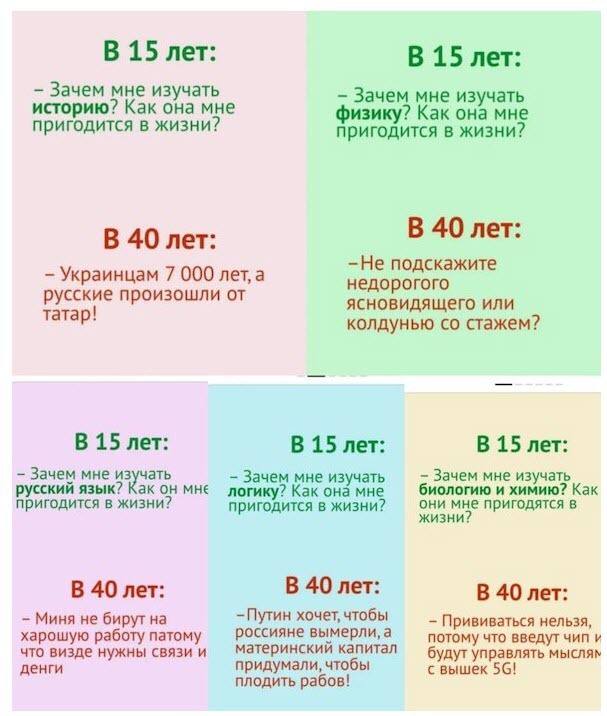 В 15 лет:
– Зачем мне изучать
историю? Как она мне
пригодится в жизни?
В 40 лет:
– Украинцам 7 000 лет, а
русские произошли от
татар!
В 15 лет:
– Зачем мне изучать
физику? Как она мне
пригодится в жизни?
В 40 лет:
–Не подскажите
недорогого
ясновидящего или
колдунью со стажем?
В 15 лет:
– Зачем мне изучать
русский язык? Как он мне
пригодится в жизни?
В 40 лет:
– Миня не бирут на
харошую работу патому
что визде нужны связи и
денги
В 15 лет:
– Зачем мне изучать
логику? Как она мне
пригодится в жизни?
В 40 лет:
–Путин хочет, чтобы
россияне вымерли, а
материнский капитал
придумали, чтобы
плодить рабов!
В 15 лет:
– Зачем мне изучать
биологию и химию? Как
они мне пригодятся в
жизни?
В 40 лет:
– Прививаться нельзя,
потому что введут чип и
будут управлять мыслям
с вышек 5G!